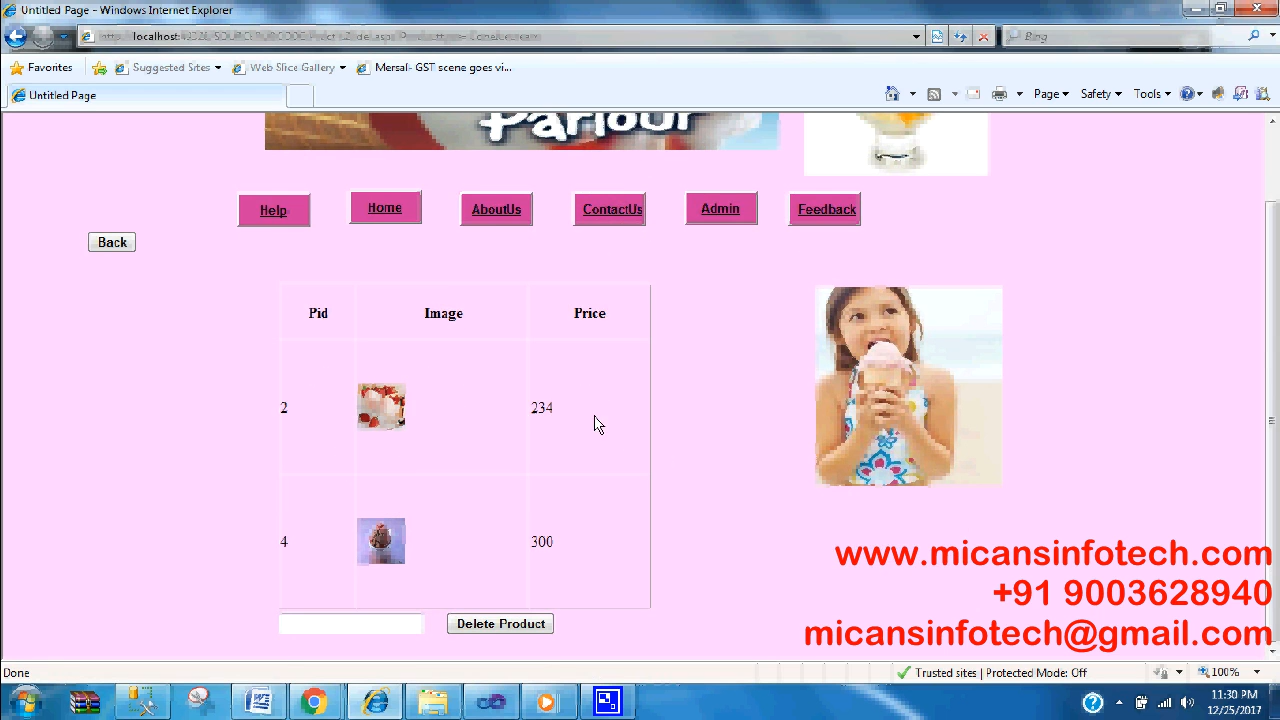 Untitled Page - Windows Internet Explorer
Bing
Favorites Suggested Sites Web Slice Gallery Mersal- GST scene goes vi...
Untitled Page
Page Safety Tools
Parlour
Help Home AboutUs ContactUs Admin Feedback
Back
Pid Image Price
2 234
4 300
Delete Product
www.micansinfotech.com
+91 9003628940
micansinfotech@gmail.com
Done Trusted sites | Protected Mode: Off 100%
11:30 PM
12/25/2017